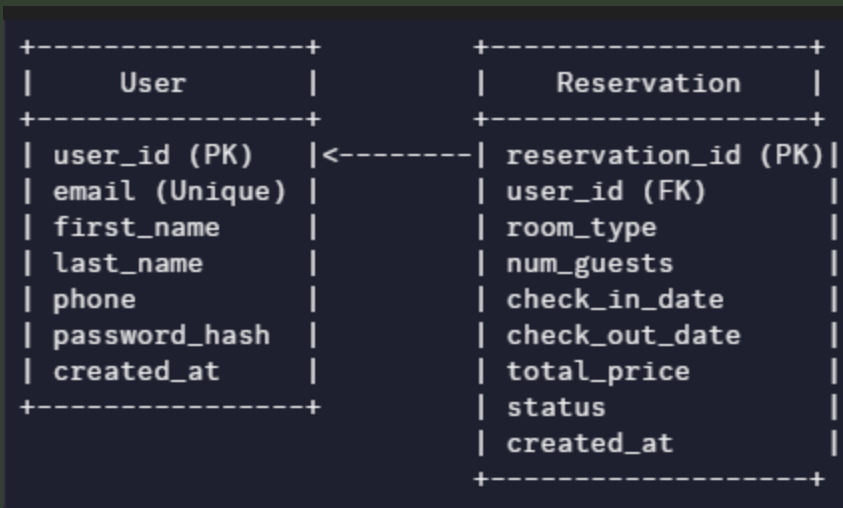 +----------------+         +--------------------+
|      User      |         |    Reservation    |
+----------------+         +--------------------+
| user_id (PK)   |<--------| reservation_id (PK)|
| email (Unique) |         | user_id (FK)       |
| first_name     |         | room_type          |
| last_name      |         | num_guests         |
| phone          |         | check_in_date      |
| password_hash  |         | check_out_date     |
| created_at     |         | total_price        |
+----------------+         | status             |
                           | created_at         |
                           +--------------------+